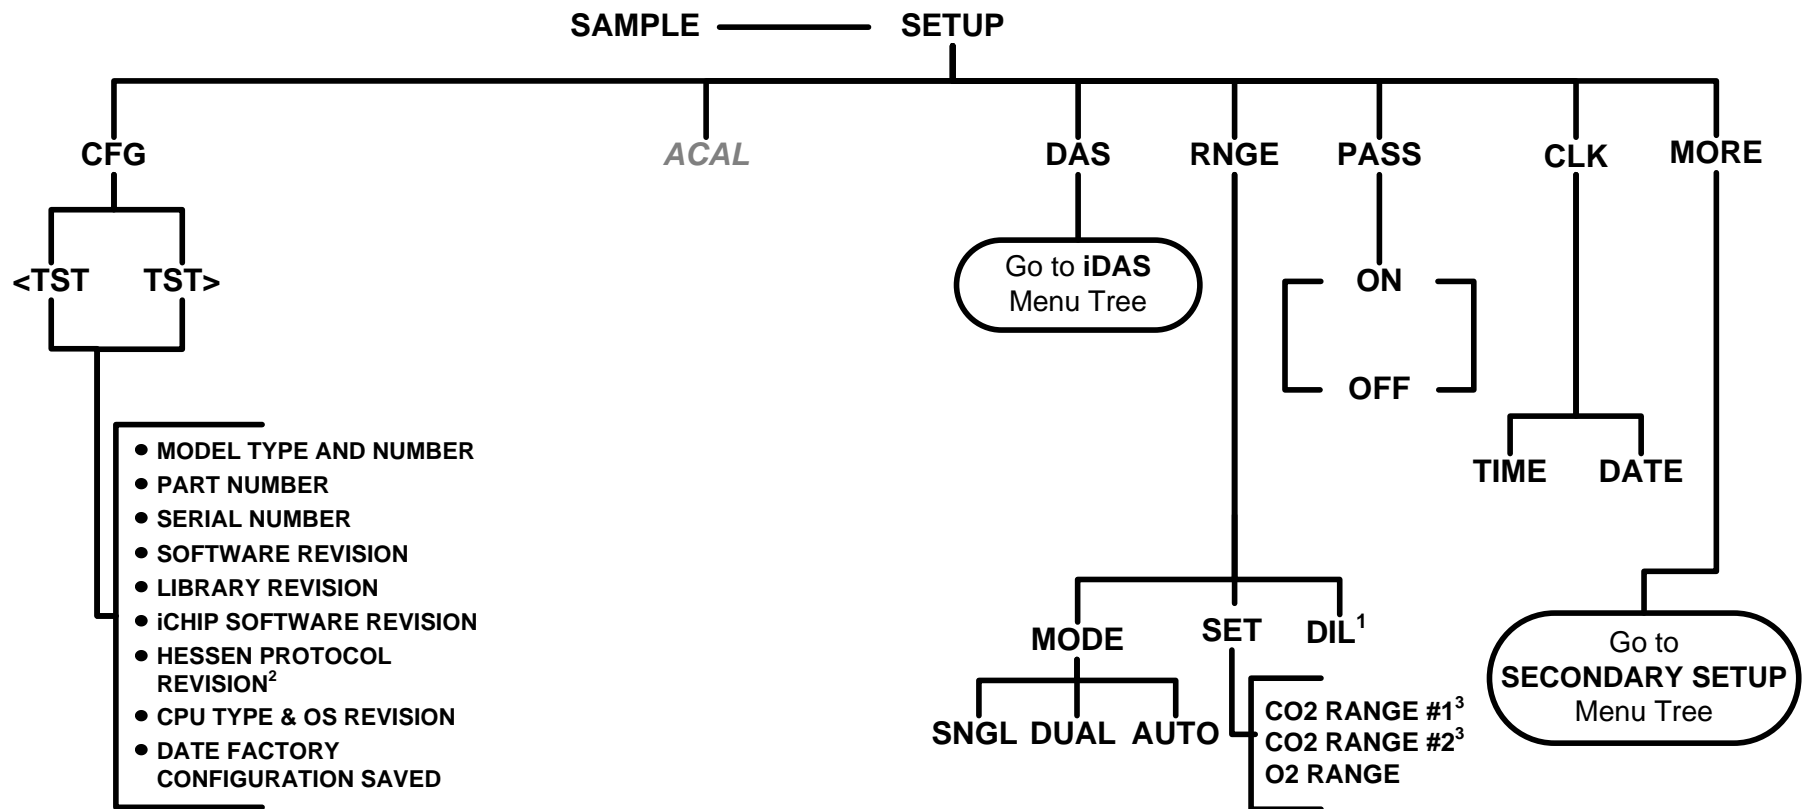 SAMPLE SETUP
CFG ACAL DAS RNGE PASS CLK MORE
<TST TST>
Go to iDAS
Menu Tree
ON
OFF
TIME DATE
MODEL TYPE AND NUMBER
PART NUMBER
SERIAL NUMBER
SOFTWARE REVISION
LIBRARY REVISION
iCHIP SOFTWARE REVISION
HESSEN PROTOCOL
REVISION²
CPU TYPE & OS REVISION
DATE FACTORY
CONFIGURATION SAVED
MODE SET DIL¹
SNGL DUAL AUTO
CO2 RANGE #1³
CO2 RANGE #2³
O2 RANGE
Go to
SECONDARY SETUP
Menu Tree